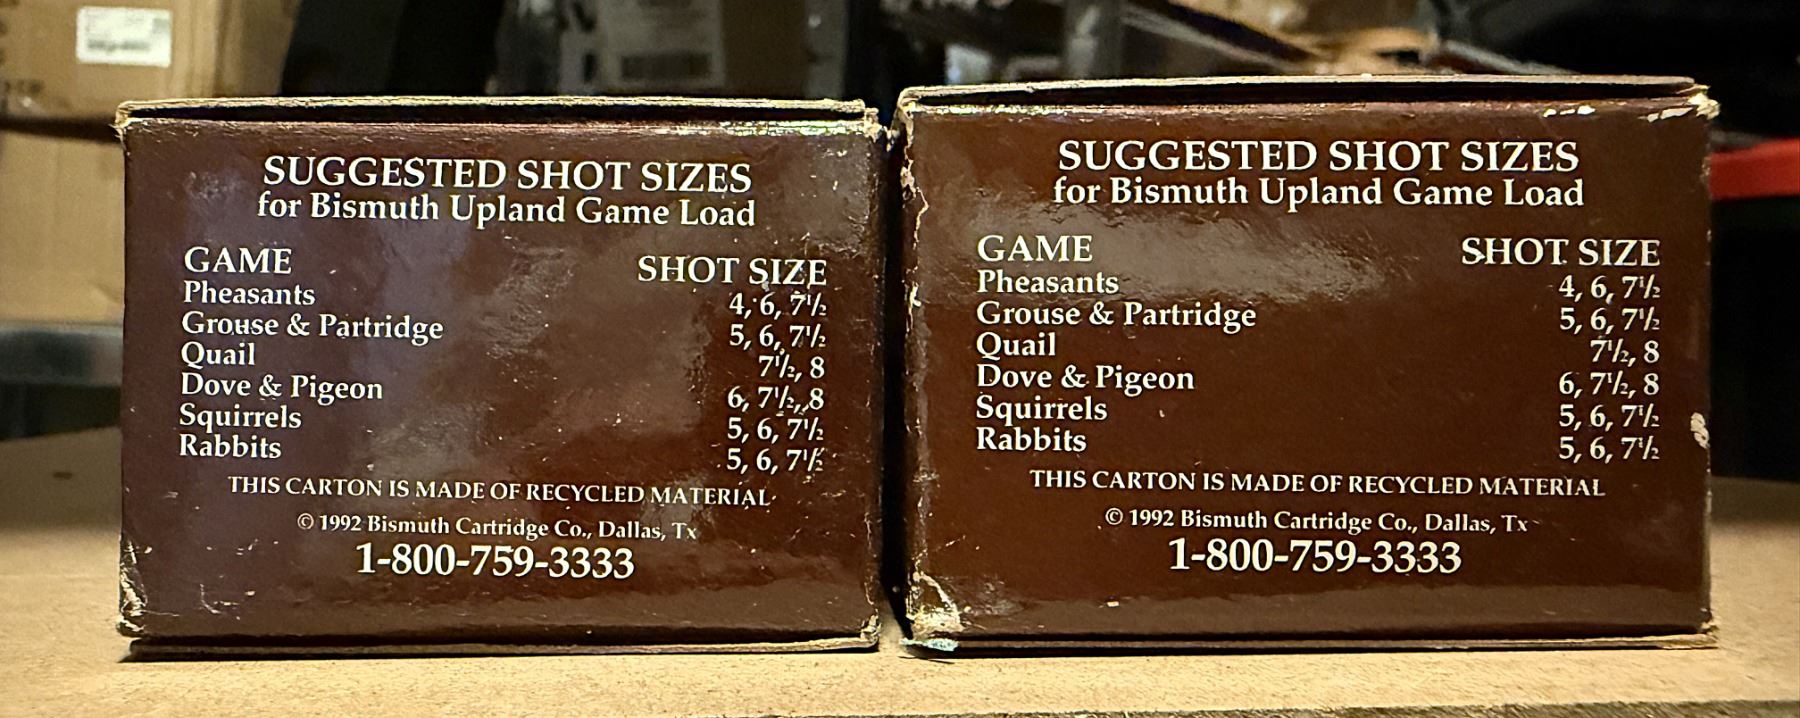 SUGGESTED SHOT SIZES
for Bismuth Upland Game Load
GAME SHOT SIZE
Pheasants 4, 6, 7½
Grouse & Partridge 5, 6, 7½
Quail 7½, 8
Dove & Pigeon 6, 7½, 8
Squirrels 5, 6, 7½
Rabbits 5, 6, 7½
THIS CARTON IS MADE OF RECYCLED MATERIAL
© 1992 Bismuth Cartridge Co., Dallas, Tx
1-800-759-3333
SUGGESTED SHOT SIZES
for Bismuth Upland Game Load
GAME SHOT SIZE
Pheasants 4, 6, 7½
Grouse & Partridge 5, 6, 7½
Quail 7½, 8
Dove & Pigeon 6, 7½, 8
Squirrels 5, 6, 7½
Rabbits 5, 6, 7½
THIS CARTON IS MADE OF RECYCLED MATERIAL
© 1992 Bismuth Cartridge Co., Dallas, Tx
1-800-759-3333